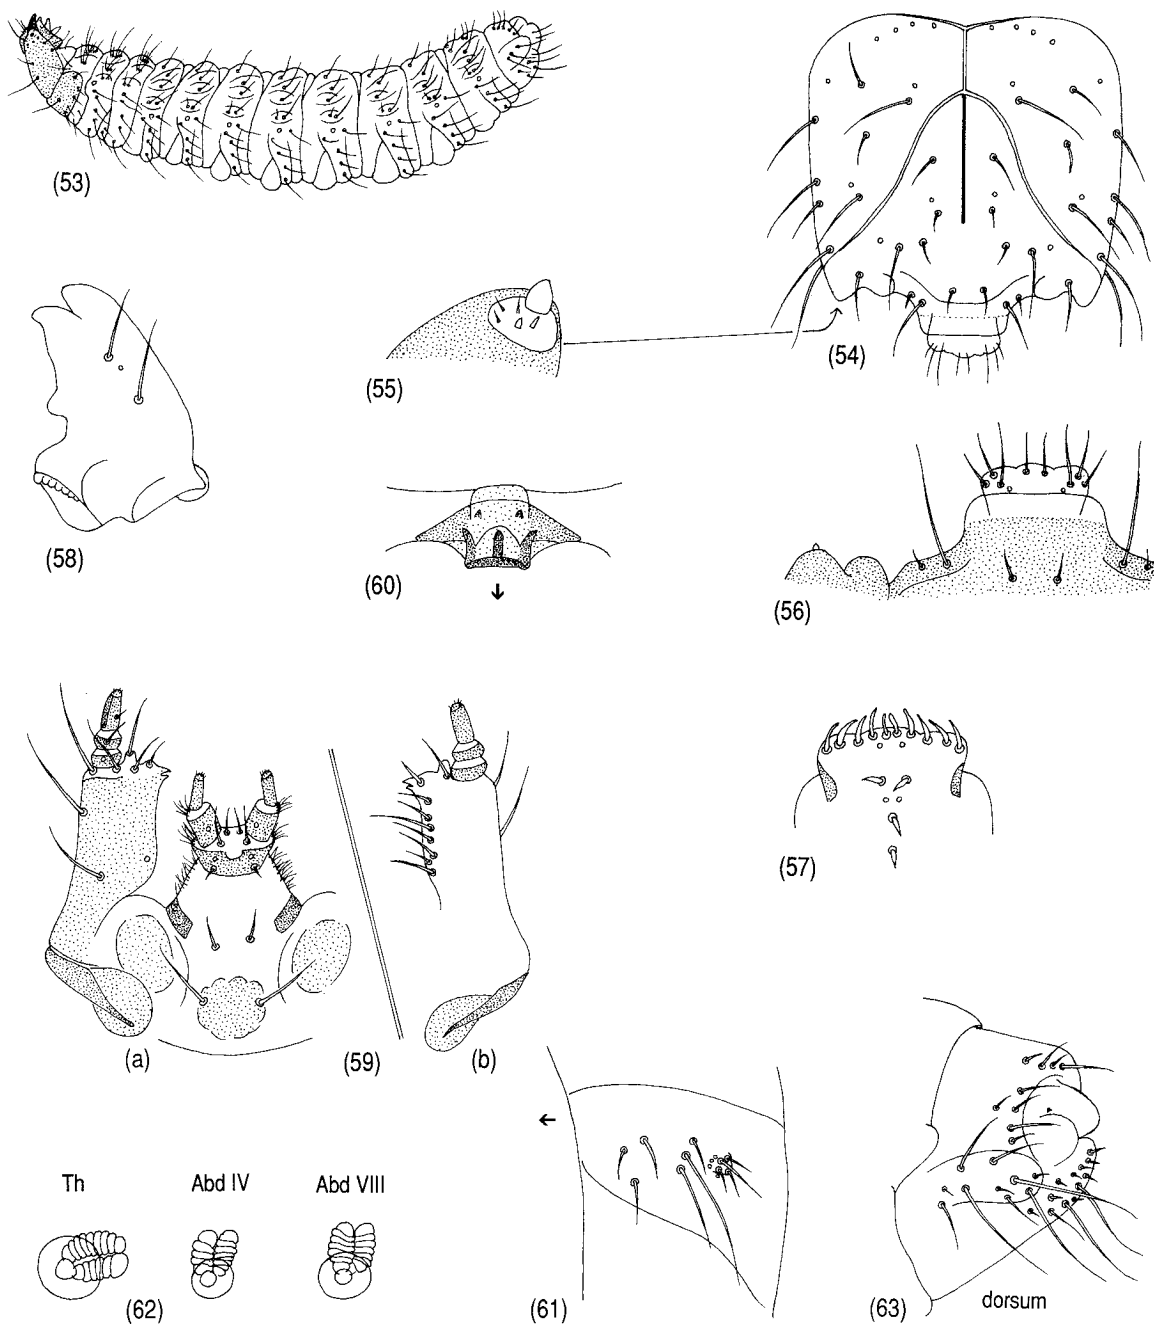 (53)
(54)
(55)
(58)
(60)
(56)
(57)
(a)
(59)
(b)
Th
Abd IV
Abd VIII
(62)
(61)
(63)
dorsum